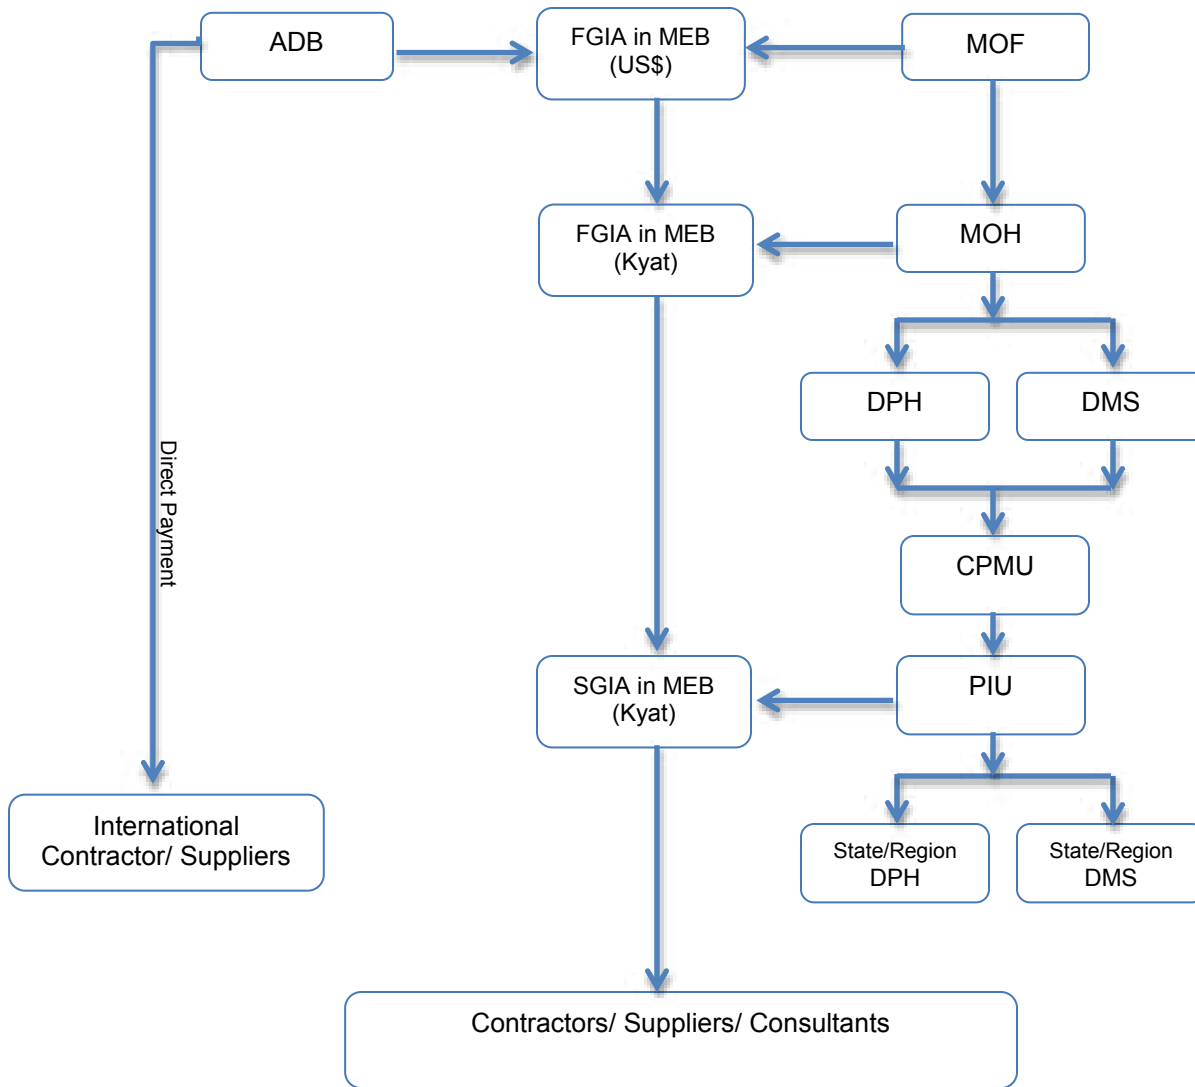 ADB
FGIA in MEB
(US$)
MOF
FGIA in MEB
(Kyat)
MOH
DPH
DMS
Direct Payment
CPMU
SGIA in MEB
(Kyat)
PIU
International
Contractor/ Suppliers
State/Region
DPH
State/Region
DMS
Contractors/ Suppliers/ Consultants